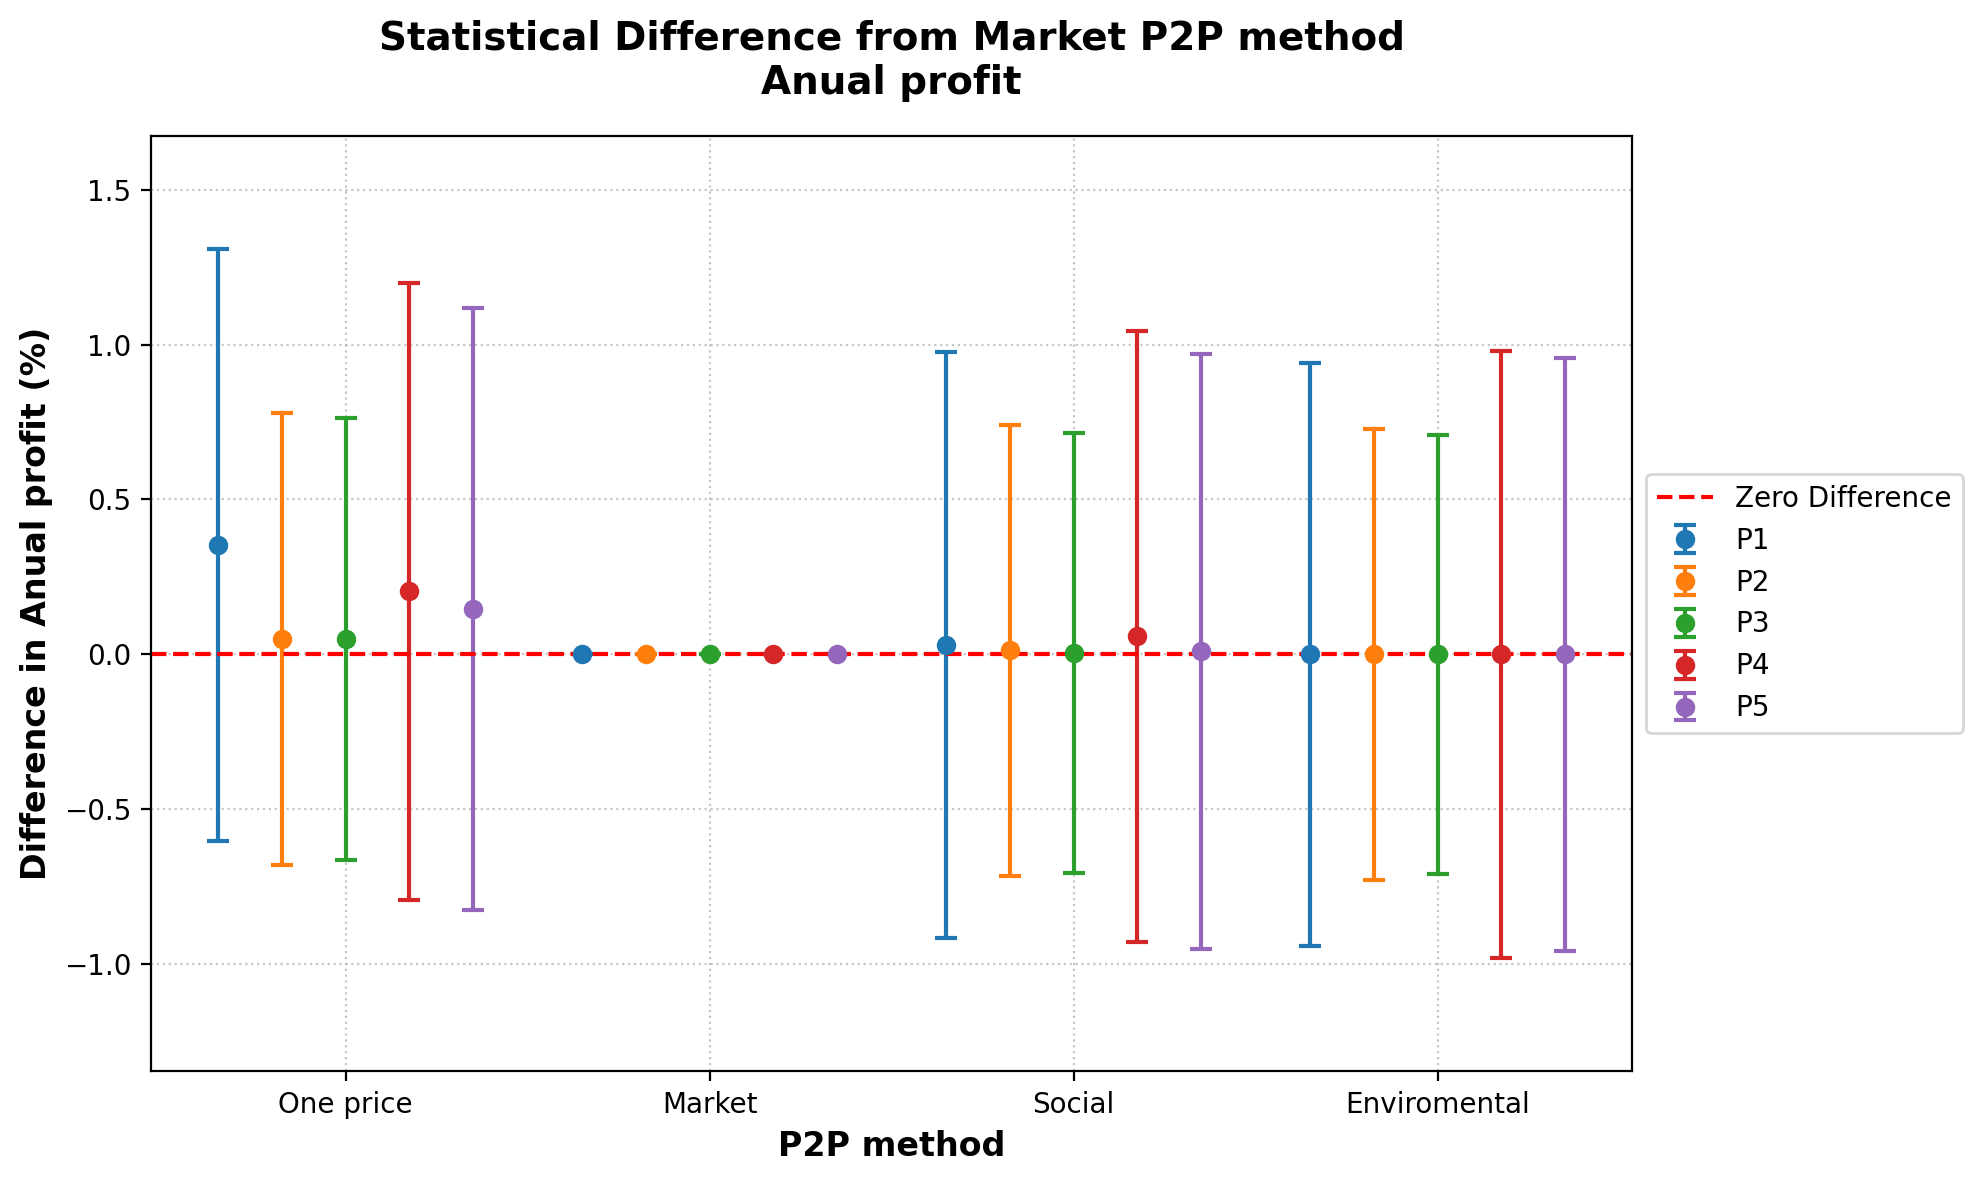 Statistical Difference from Market P2P method
Anual profit
Difference in Anual profit (%)
1.5
1.0
0.5
0.0
−0.5
−1.0
One price
Market
Social
Enviromental
P2P method
Zero Difference
P1
P2
P3
P4
P5